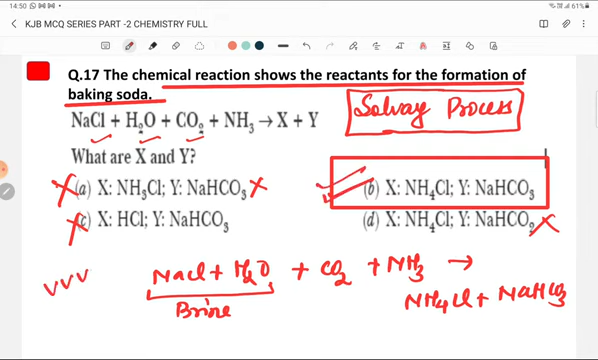 14:50 61%
KJB MCQ SERIES PART -2 CHEMISTRY FULL
Q.17 The chemical reaction shows the reactants for the formation of
baking soda.
NaCl + H₂O + CO₂ + NH₃ → X + Y
Solvay Process
What are X and Y?
(a) X: NH₃Cl; Y: NaHCO₃ (b) X: NH₄Cl; Y: NaHCO₃
(c) X: HCl; Y: NaHCO₃ (d) X: NH₄Cl; Y: NaHCO₂
NaCl + H₂O + CO₂ + NH₃ →
Brine NH₄Cl + NaHCO₃